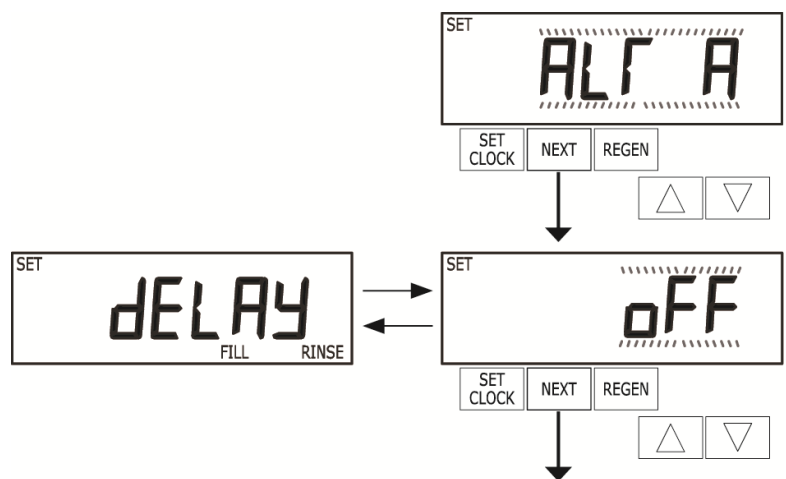 SET
ALT A
SET CLOCK
NEXT
REGEN
SET
dELAY
FILL RINSE
SET
oFF
SET CLOCK
NEXT
REGEN